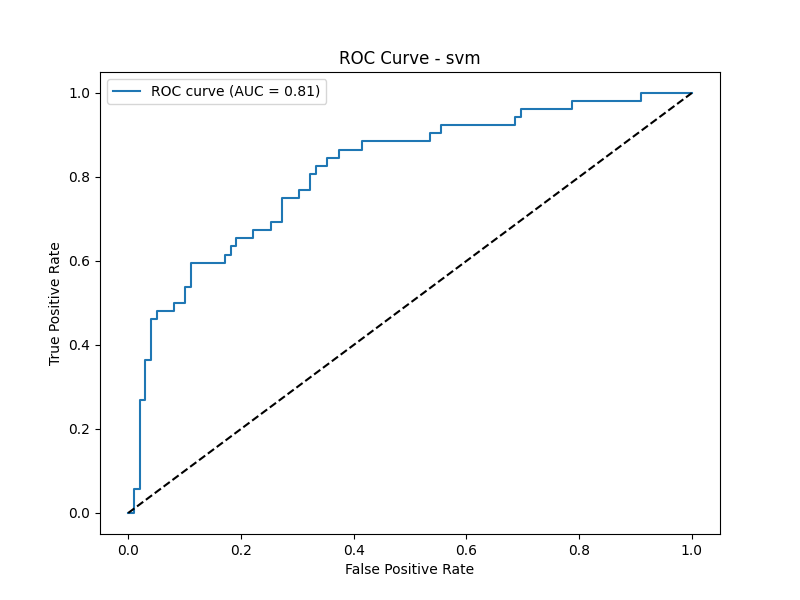 ROC Curve - svm
ROC curve (AUC = 0.81)
1.0
0.8
0.6
0.4
0.2
0.0
True Positive Rate
0.0 0.2 0.4 0.6 0.8 1.0
False Positive Rate